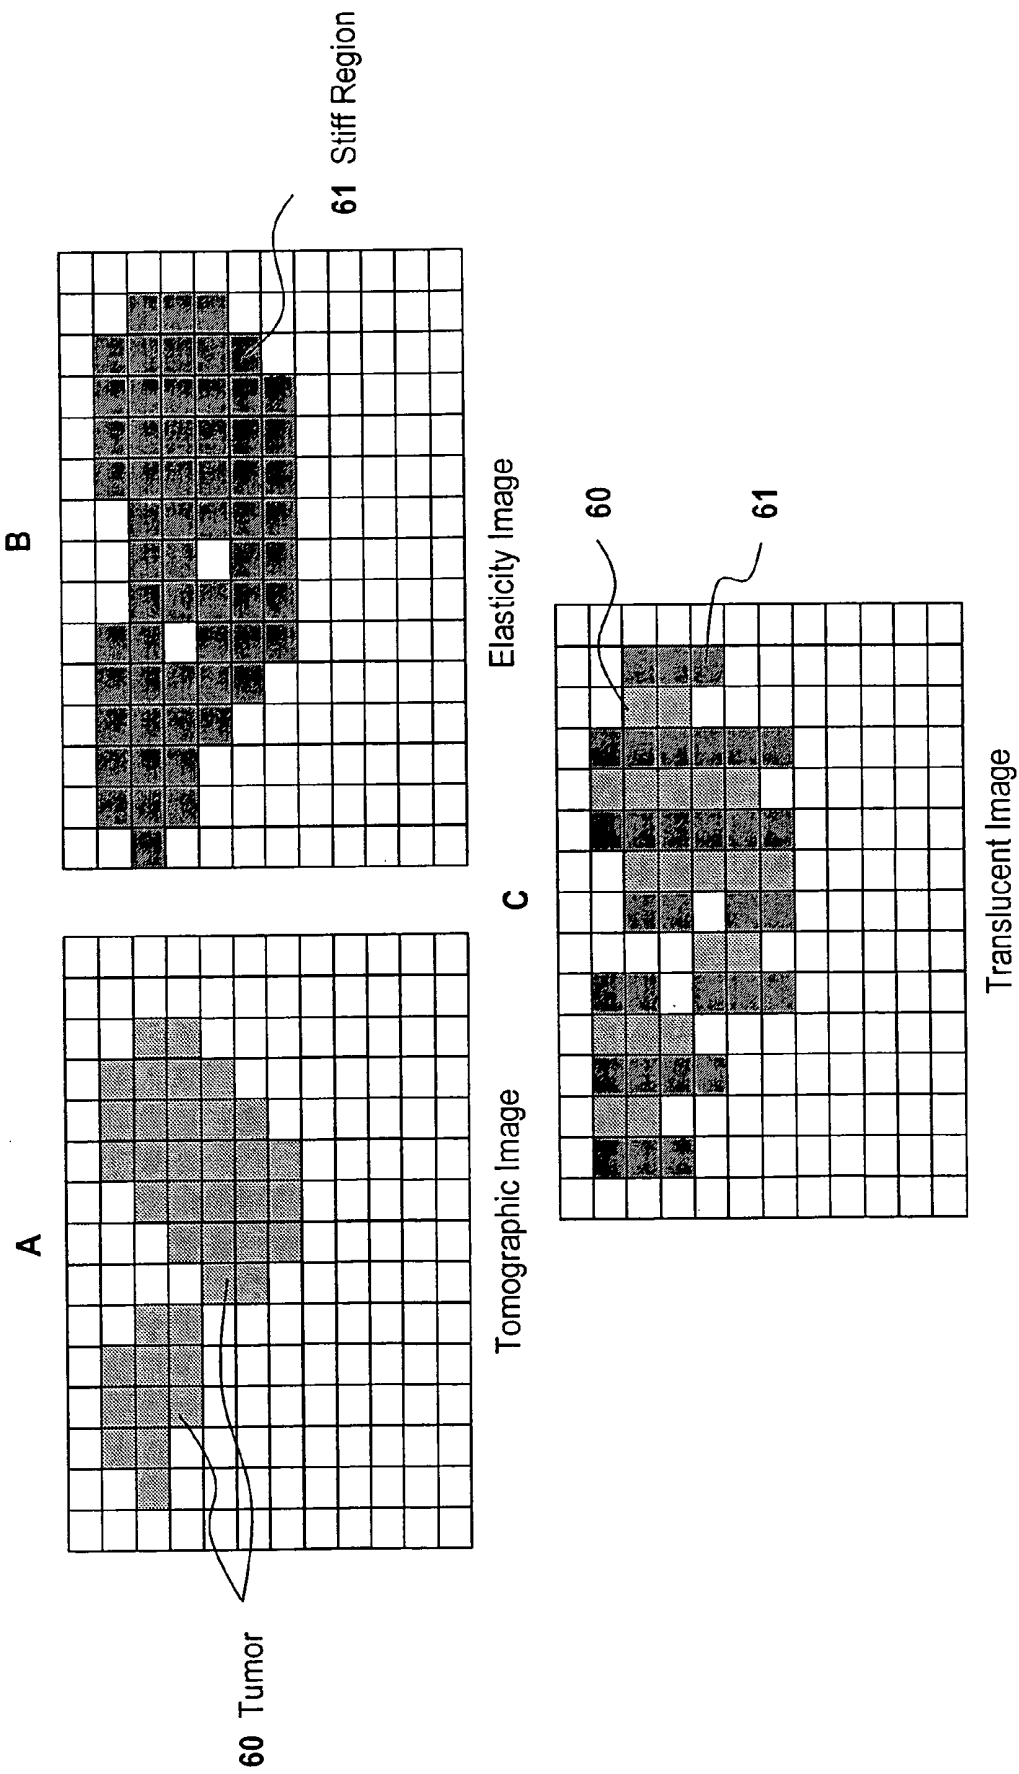 A
60 Tumor
Tomographic Image
B
61 Stiff Region
Elasticity Image
C
60
61
Translucent Image